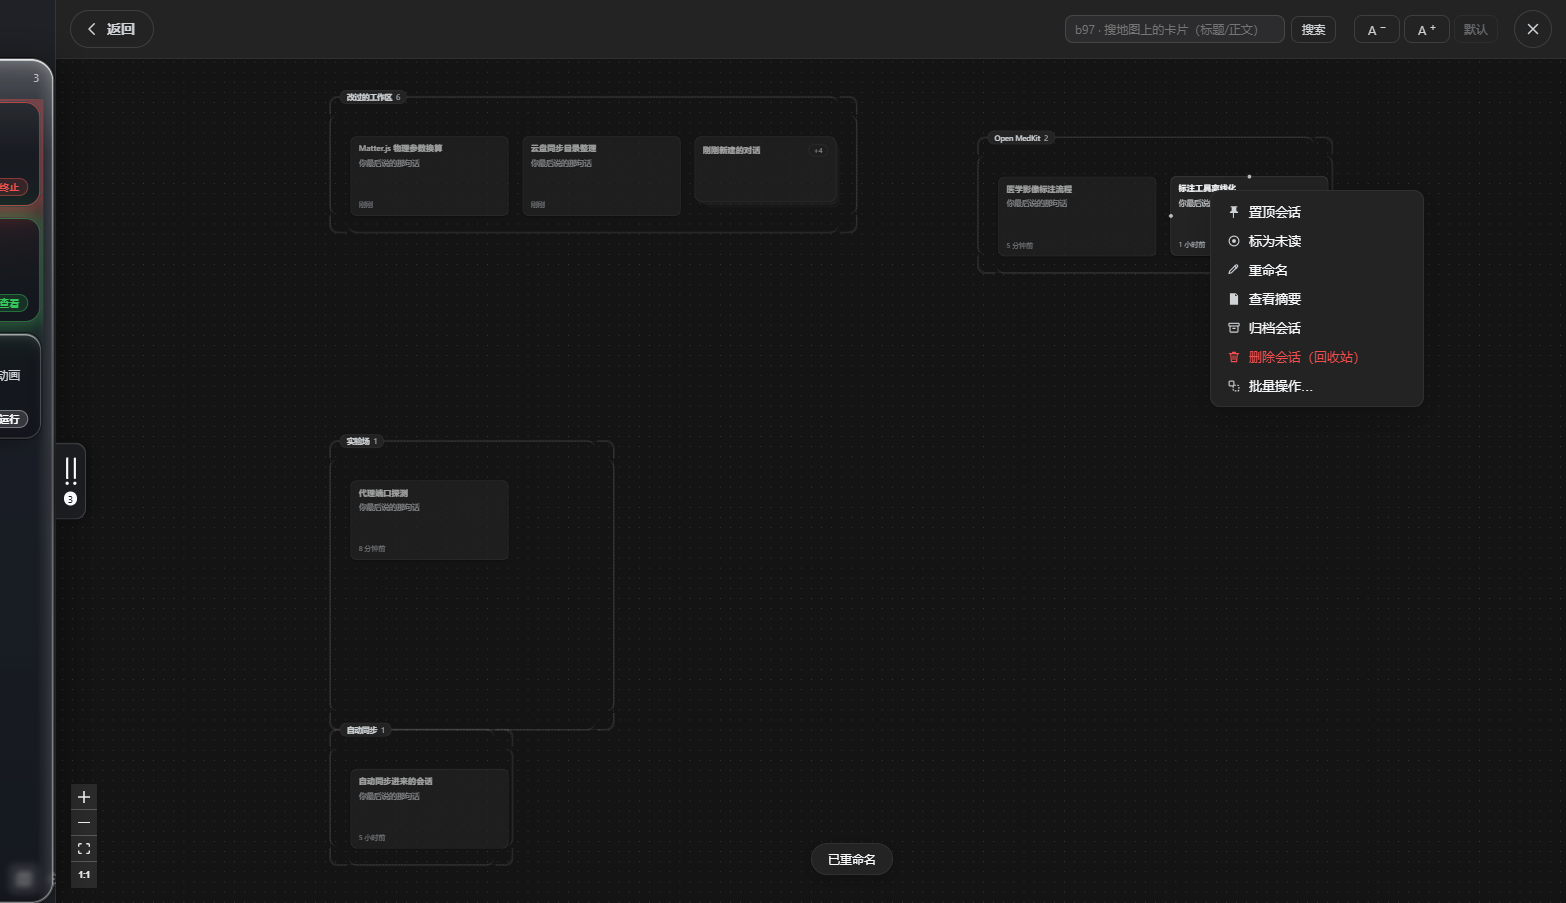 返回
b97 · 搜地图上的卡片（标题/正文）
搜索
A⁻
A⁺
默认
3
终止
查看
动画
运行
3
改过的工作区 6
Matter.js 物理参数换算
你最后说的那句话
刚刚
云盘同步目录整理
你最后说的那句话
刚刚
刚刚新建的对话
+4
Open MedKit 2
医学影像标注流程
你最后说的那句话
5 分钟前
标注工具离线化
你最后说
1 小时前
置顶会话
标为未读
重命名
查看摘要
归档会话
删除会话（回收站）
批量操作…
实验场 1
代理端口探测
你最后说的那句话
8 分钟前
自动同步 1
自动同步进来的会话
你最后说的那句话
5 小时前
1:1
已重命名